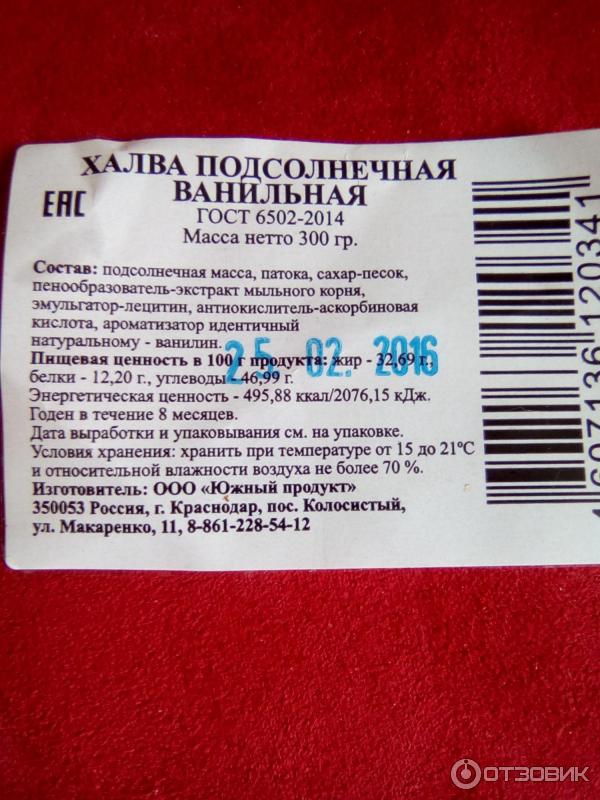 ХАЛВА ПОДСОЛНЕЧНАЯ
ВАНИЛЬНАЯ
ЕАС
ГОСТ 6502-2014
Масса нетто 300 гр.
Состав: подсолнечная масса, патока, сахар-песок,
пенообразователь-экстракт мыльного корня,
эмульгатор-лецитин, антиокислитель-аскорбиновая
кислота, ароматизатор идентичный
натуральному - ванилин.
25. 02. 2016
Пищевая ценность в 100 г продукта: жир - 32,69 г.,
белки - 12,20 г., углеводы - 46,99 г.
Энергетическая ценность - 495,88 ккал/2076,15 кДж.
Годен в течение 8 месяцев.
Дата выработки и упаковывания см. на упаковке.
Условия хранения: хранить при температуре от 15 до 21°С
и относительной влажности воздуха не более 70 %.
Изготовитель: ООО «Южный продукт»
350053 Россия, г. Краснодар, пос. Колосистый,
ул. Макаренко, 11, 8-861-228-54-12
607136 120341
ОТЗОВИК